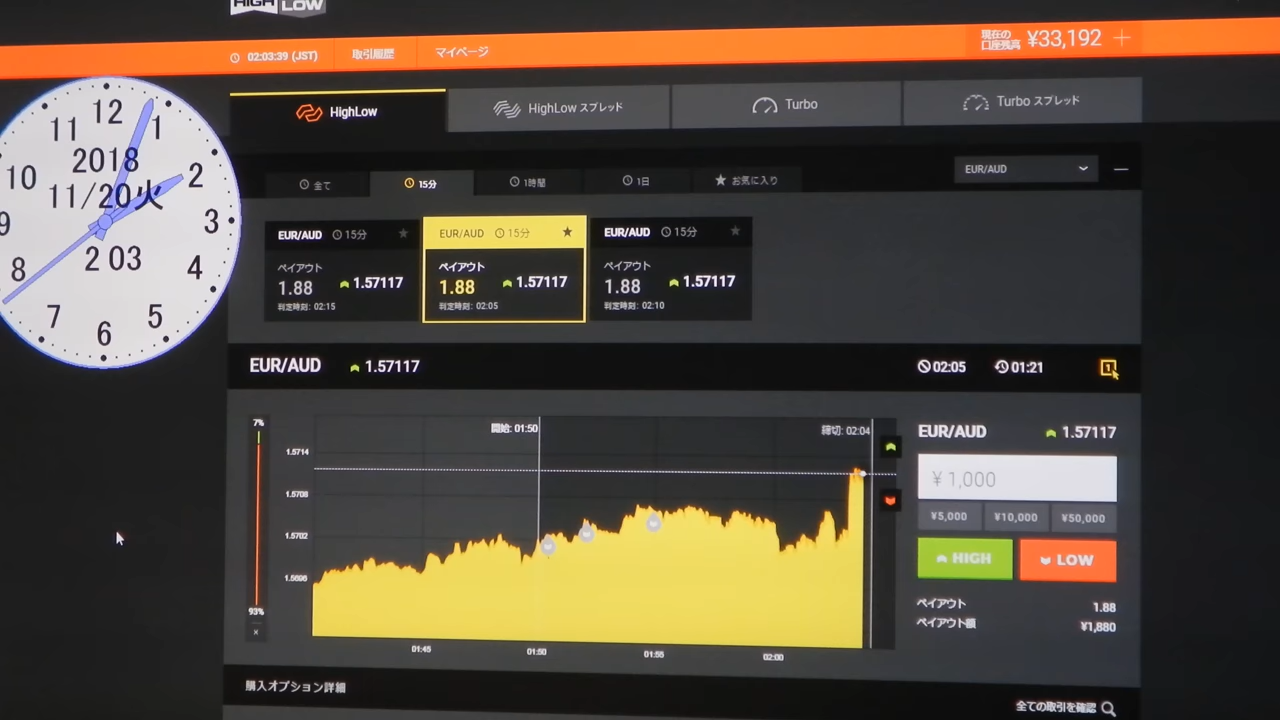 HIGH LOW
02:03:39 (JST) 取引履歴 マイページ 現在の口座残高 ¥33,192 +
HighLow HighLow スプレッド Turbo Turbo スプレッド
全て 15分 1時間 1日 お気に入り EUR/AUD
EUR/AUD 15分
ペイアウト
1.88 1.57117
判定時刻: 02:15
EUR/AUD 15分
ペイアウト
1.88 1.57117
判定時刻: 02:05
EUR/AUD 15分
ペイアウト
1.88 1.57117
判定時刻: 02:10
12
11 1
2018
10 2
11/20火
9 3
2 03
8 4
7 5
6
EUR/AUD 1.57117 02:05 01:21 1
7%
93%
×
開始: 01:50 締切: 02:04
1.5714
1.5708
1.5702
1.5696
01:45 01:50 01:55 02:00
EUR/AUD 1.57117
¥ 1,000
¥5,000 ¥10,000 ¥50,000
HIGH LOW
ペイアウト 1.88
ペイアウト額 ¥1,880
購入オプション詳細
全ての取引を確認